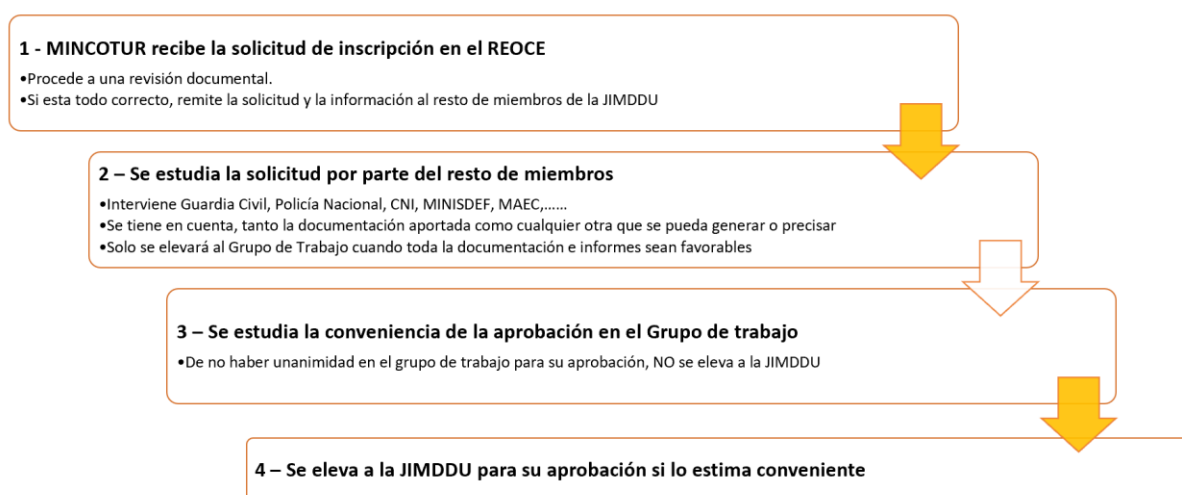 1 - MINCOTUR recibe la solicitud de inscripción en el REOCE
•Procede a una revisión documental.
•Si esta todo correcto, remite la solicitud y la información al resto de miembros de la JIMDDU
2 – Se estudia la solicitud por parte del resto de miembros
•Interviene Guardia Civil, Policía Nacional, CNI, MINISDEF, MAEC,......
•Se tiene en cuenta, tanto la documentación aportada como cualquier otra que se pueda generar o precisar
•Solo se elevará al Grupo de Trabajo cuando toda la documentación e informes sean favorables
3 – Se estudia la conveniencia de la aprobación en el Grupo de trabajo
•De no haber unanimidad en el grupo de trabajo para su aprobación, NO se eleva a la JIMDDU
4 – Se eleva a la JIMDDU para su aprobación si lo estima conveniente